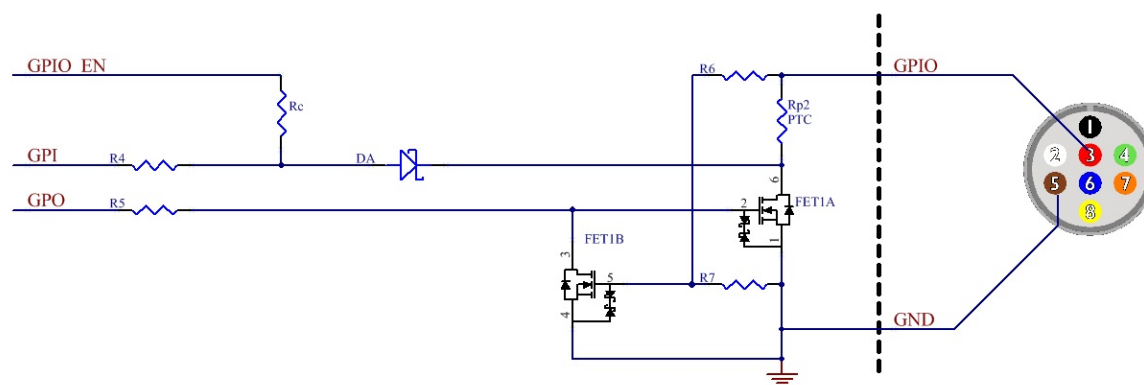 GPIO_EN
R6
GPIO
Rc
Rp2
PTC
1
GPI
R4
DA
2
3
4
6
5
6
7
GPO
R5
2
FET1A
8
FET1B
1
3
5
R7
4
GND